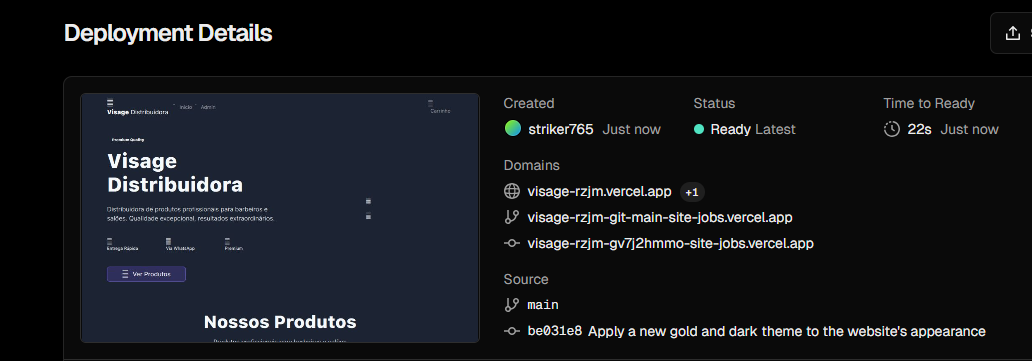 Deployment Details
Visage Distribuidora
Início
Admin
Carrinho
Premium Quality
Visage
Distribuidora
Distribuidora de produtos profissionais para barbeiros e
salões. Qualidade excepcional, resultados extraordinários.
Entrega Rápida
Via WhatsApp
Premium
Ver Produtos
Nossos Produtos
Created
striker765 Just now
Status
Ready Latest
Time to Ready
22s Just now
Domains
visage-rzjm.vercel.app +1
visage-rzjm-git-main-site-jobs.vercel.app
visage-rzjm-gv7j2hmmo-site-jobs.vercel.app
Source
main
be031e8 Apply a new gold and dark theme to the website's appearance